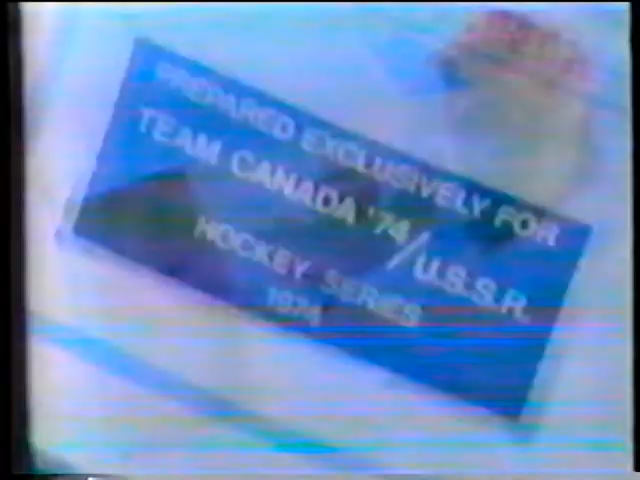 PREPARED EXCLUSIVELY FOR
TEAM CANADA '74/U.S.S.R.
HOCKEY SERIES
1974